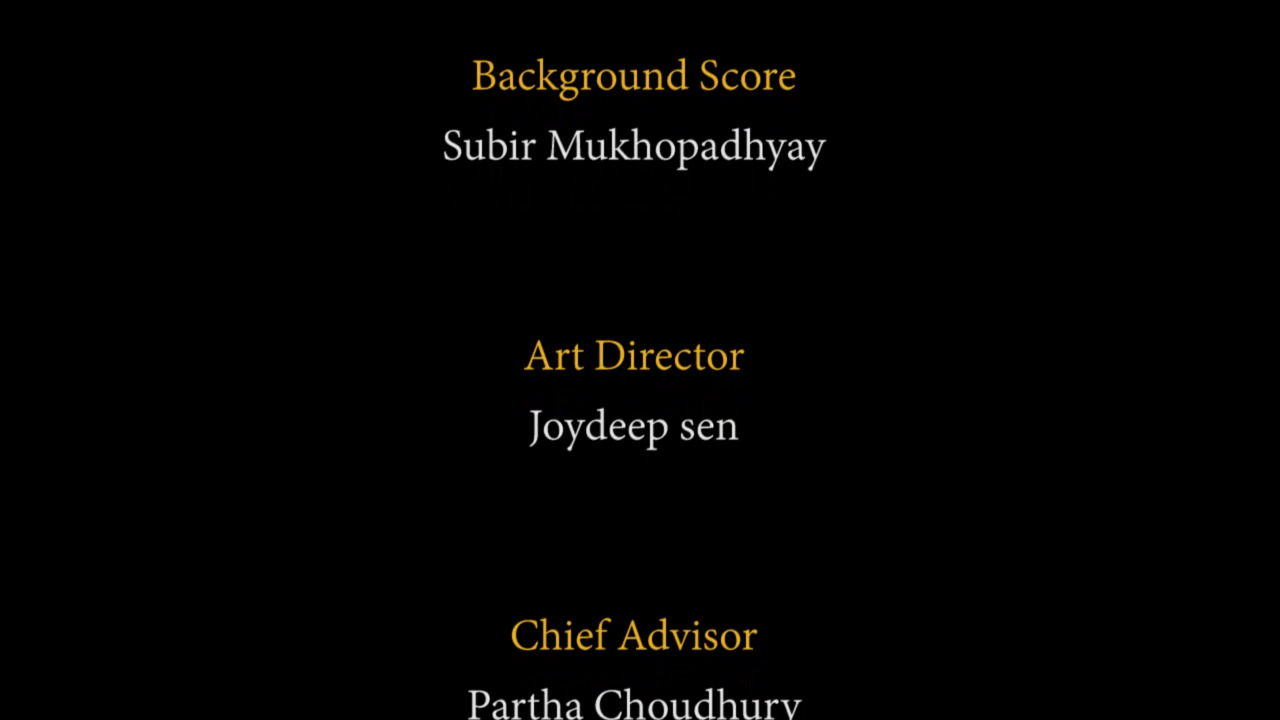 Background Score
Subir Mukhopadhyay
Art Director
Joydeep sen
Chief Advisor
Partha Choudhury